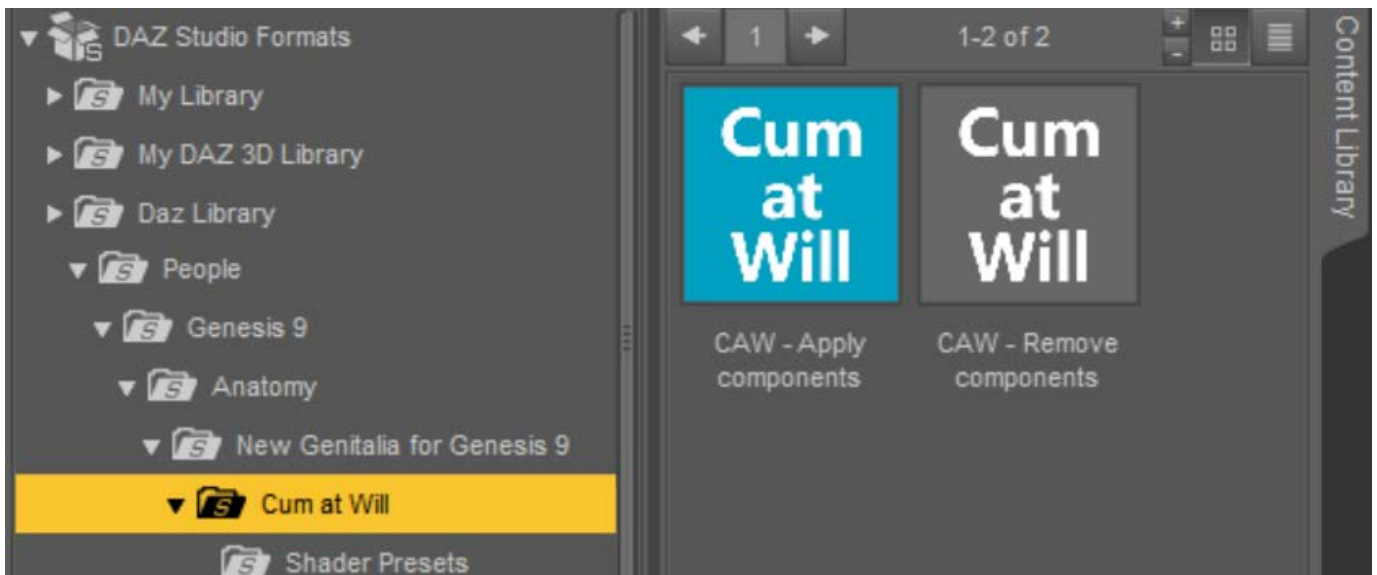 DAZ Studio Formats
My Library
My DAZ 3D Library
Daz Library
People
Genesis 9
Anatomy
New Genitalia for Genesis 9
Cum at Will
Shader Presets
1
1-2 of 2
Cum
at
Will
CAW - Apply
components
Cum
at
Will
CAW - Remove
components
Content Library